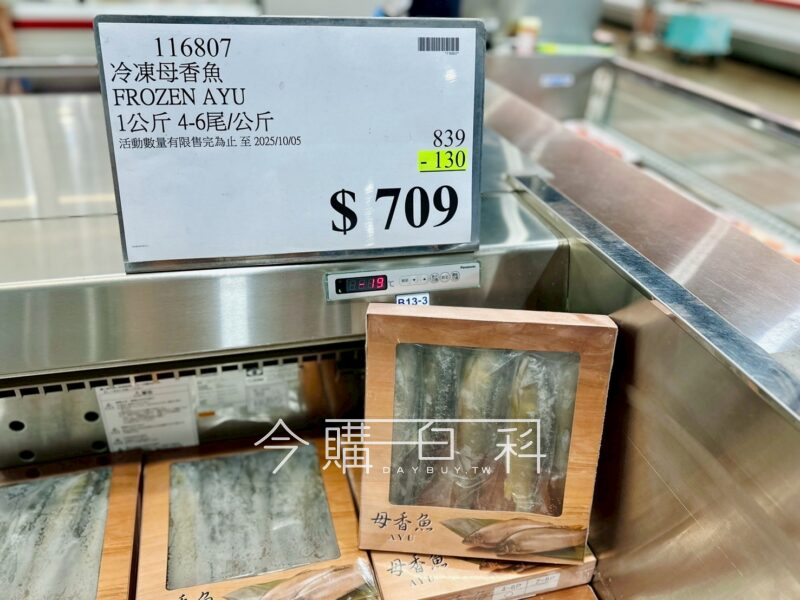 116807
冷凍母香魚
FROZEN AYU
1公斤 4-6尾/公斤
活動數量有限售完為止 至 2025/10/05
839
- 130
$ 709
-19
Panasonic
B13-3
今購百科
DAYBUY.TW
母香魚
AYU
母香魚
AYU